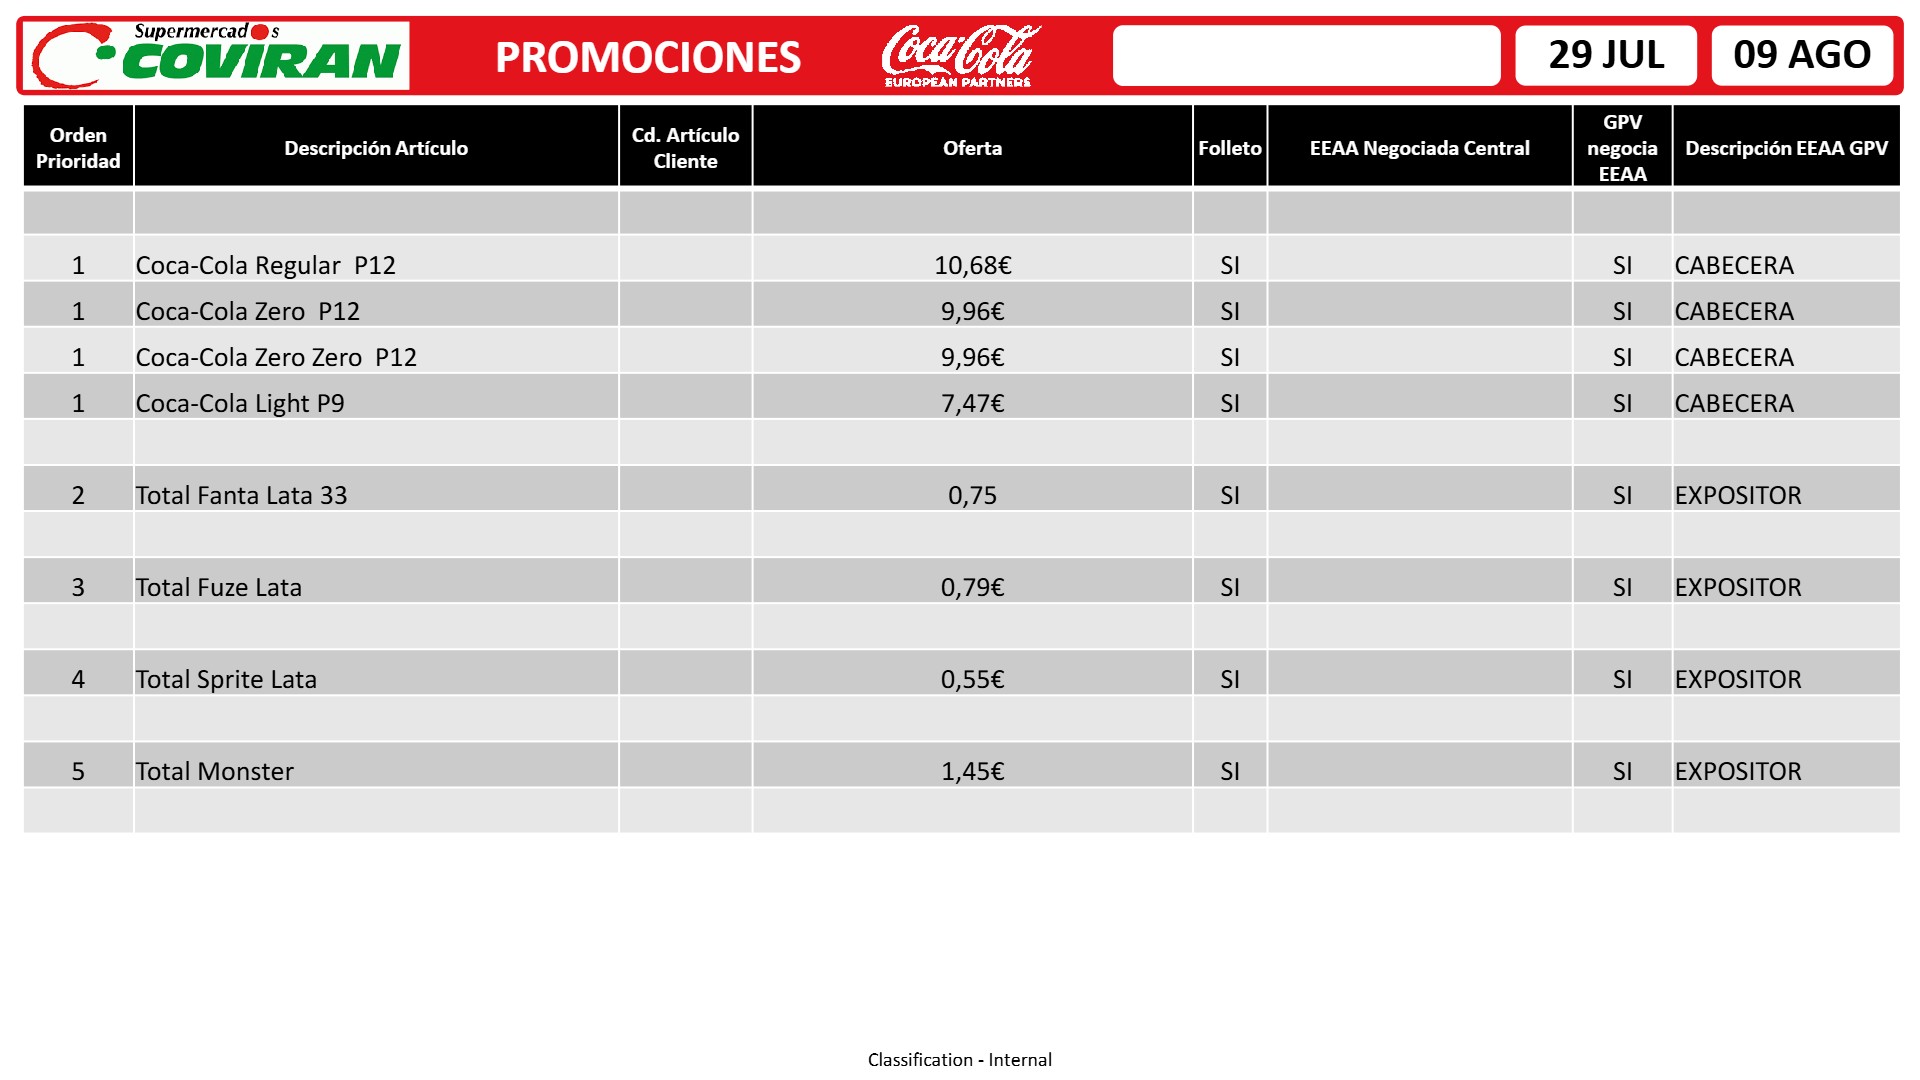 Supermercados
COVIRAN
PROMOCIONES
Coca-Cola
EUROPEAN PARTNERS
29 JUL
09 AGO
Orden Prioridad Descripción Artículo Cd. Artículo Cliente Oferta Folleto EEAA Negociada Central GPV negocia EEAA Descripción EEAA GPV
1 Coca-Cola Regular  P12 10,68€ SI SI CABECERA
1 Coca-Cola Zero  P12 9,96€ SI SI CABECERA
1 Coca-Cola Zero Zero  P12 9,96€ SI SI CABECERA
1 Coca-Cola Light P9 7,47€ SI SI CABECERA
2 Total Fanta Lata 33 0,75 SI SI EXPOSITOR
3 Total Fuze Lata 0,79€ SI SI EXPOSITOR
4 Total Sprite Lata 0,55€ SI SI EXPOSITOR
5 Total Monster 1,45€ SI SI EXPOSITOR
Classification - Internal